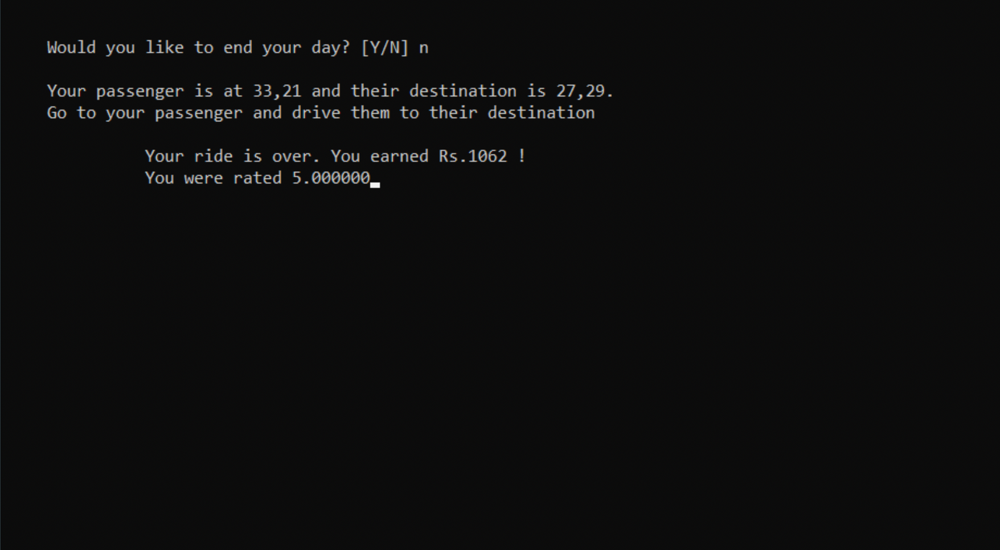 Would you like to end your day? [Y/N] n
Your passenger is at 33,21 and their destination is 27,29.
Go to your passenger and drive them to their destination
Your ride is over. You earned Rs.1062 !
You were rated 5.000000